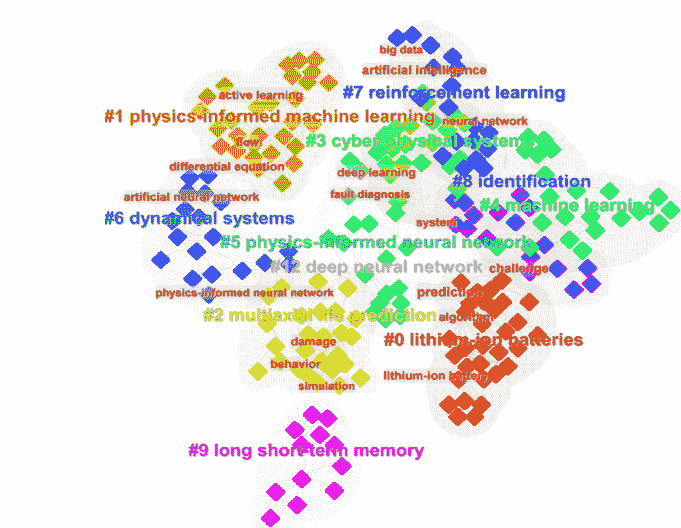 big data
artificial intelligence
#7 reinforcement learning
active learning
#1 physics-informed machine learning
neural network
flow
#3 cyber-physical system
differential equation
deep learning
#8 identification
artificial neural network
fault diagnosis
#4 machine learning
#6 dynamical systems
system
#5 physics-informed neural network
#12 deep neural network
challenge
physics-informed neural network
prediction
#2 multiaxial life prediction
algorithm
damage
#0 lithium-ion batteries
behavior
lithium-ion battery
simulation
#9 long short-term memory